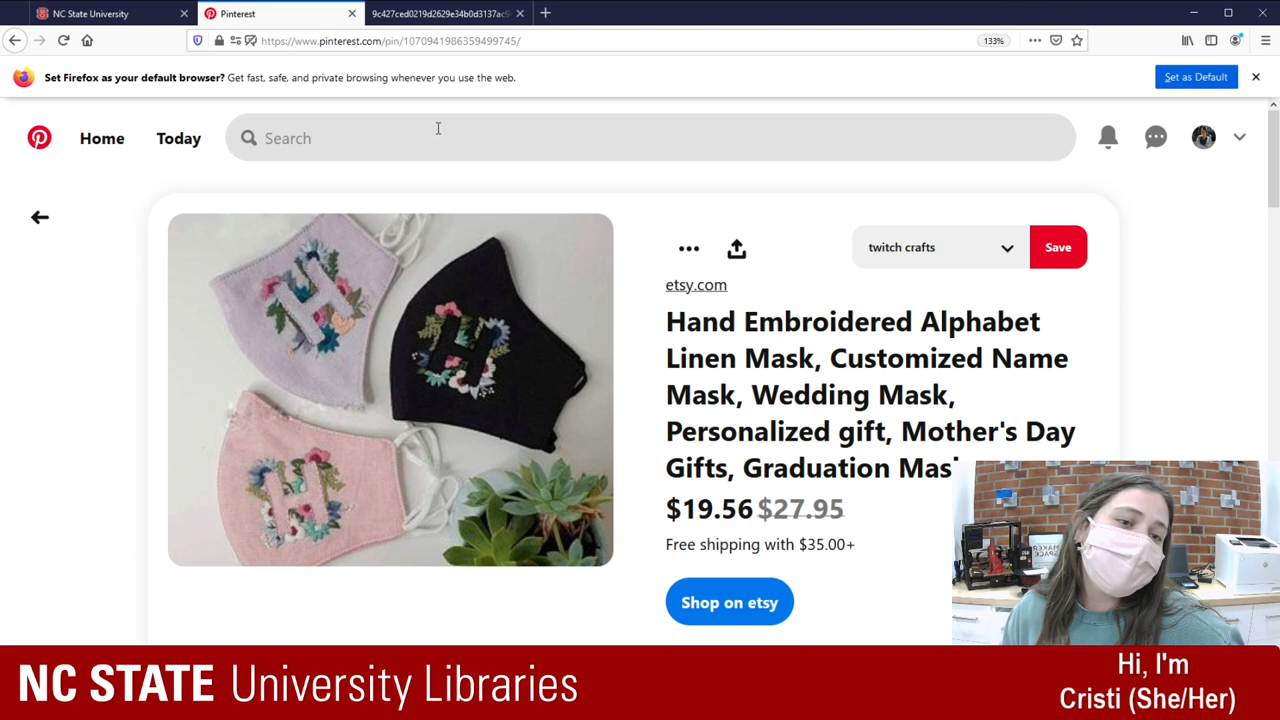 NC State University
Pinterest
9c427ced0219d2629e34b0d3137ac9
https://www.pinterest.com/pin/1070941986359499745/
133%
Set Firefox as your default browser? Get fast, safe, and private browsing whenever you use the web.
Set as Default
Home
Today
Search
twitch crafts
Save
etsy.com
Hand Embroidered Alphabet
Linen Mask, Customized Name
Mask, Wedding Mask,
Personalized gift, Mother's Day
Gifts, Graduation Mas
$19.56 $27.95
Free shipping with $35.00+
Shop on etsy
H
H
H
MAKER
SPACE
NC STATE University Libraries
Hi, I'm
Cristi (She/Her)